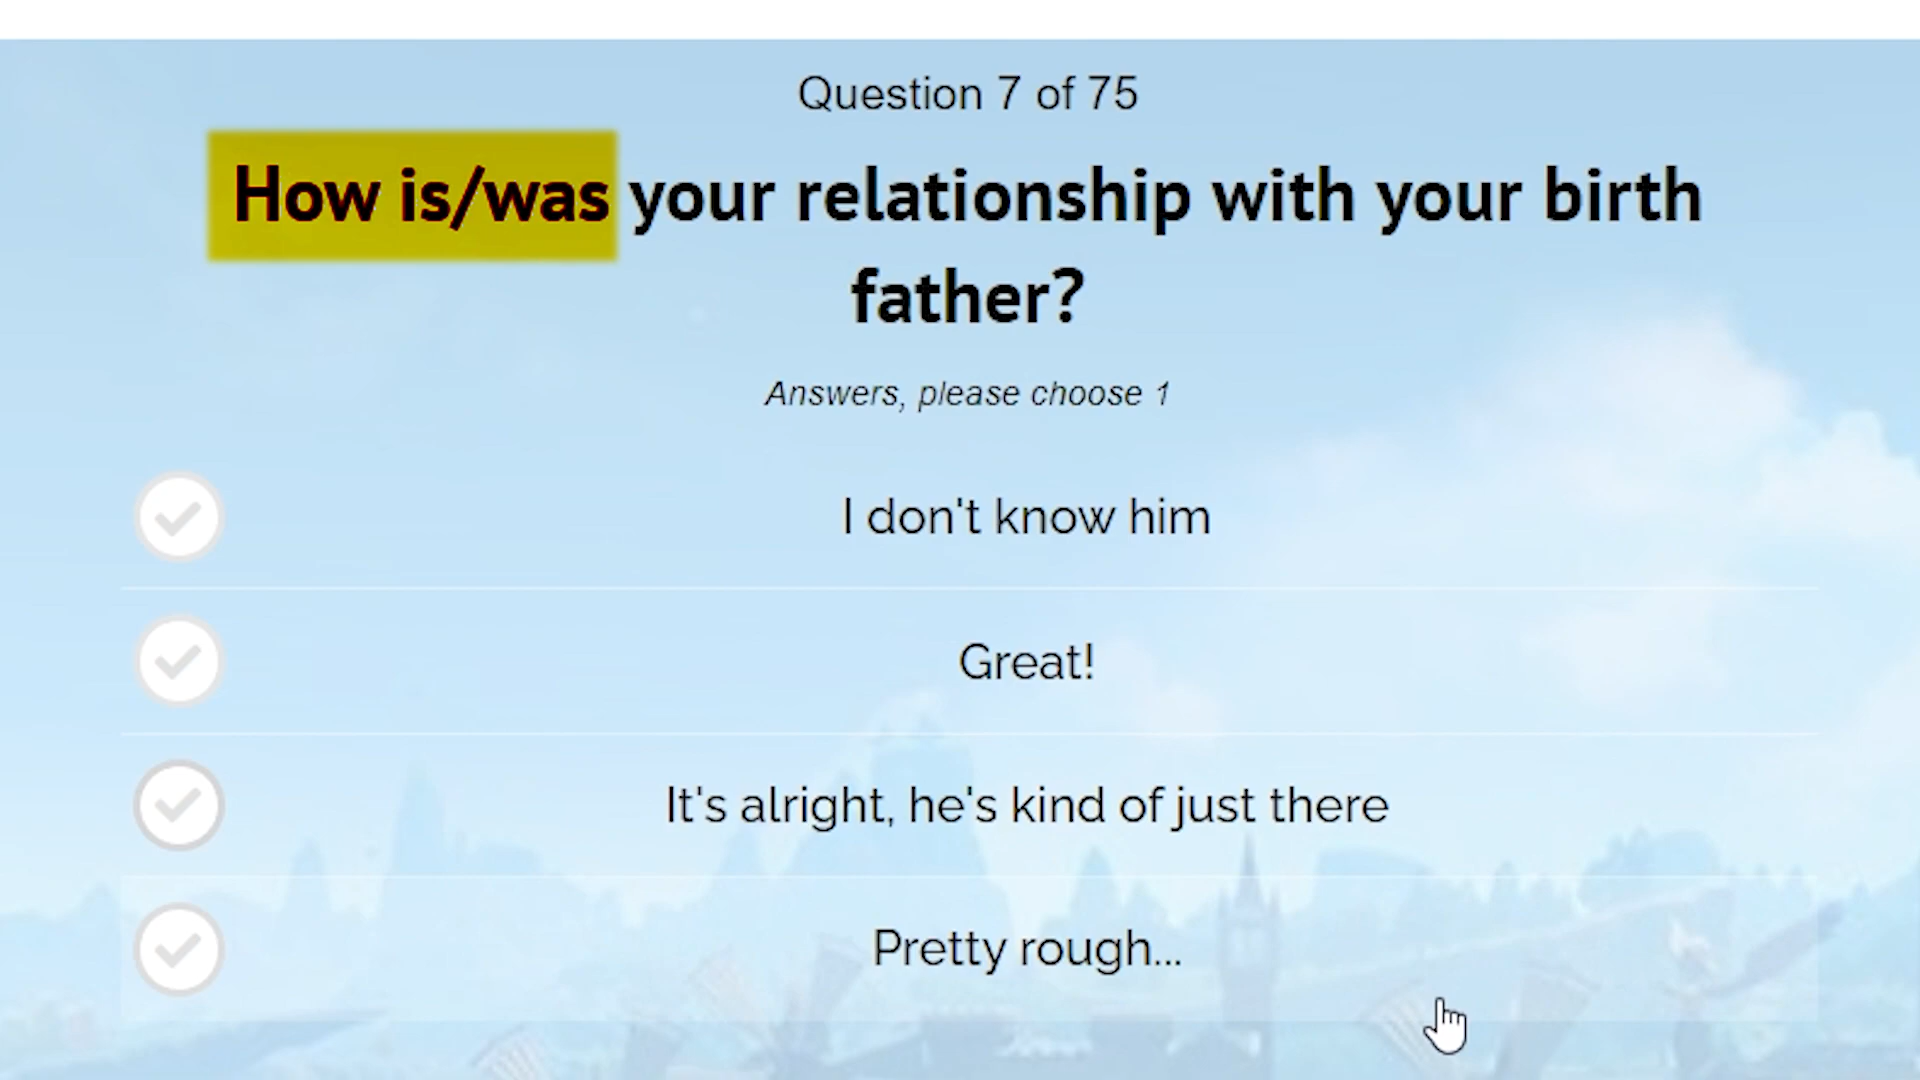 Question 7 of 75
How is/was your relationship with your birth
father?
Answers, please choose 1
I don't know him
Great!
It's alright, he's kind of just there
Pretty rough...